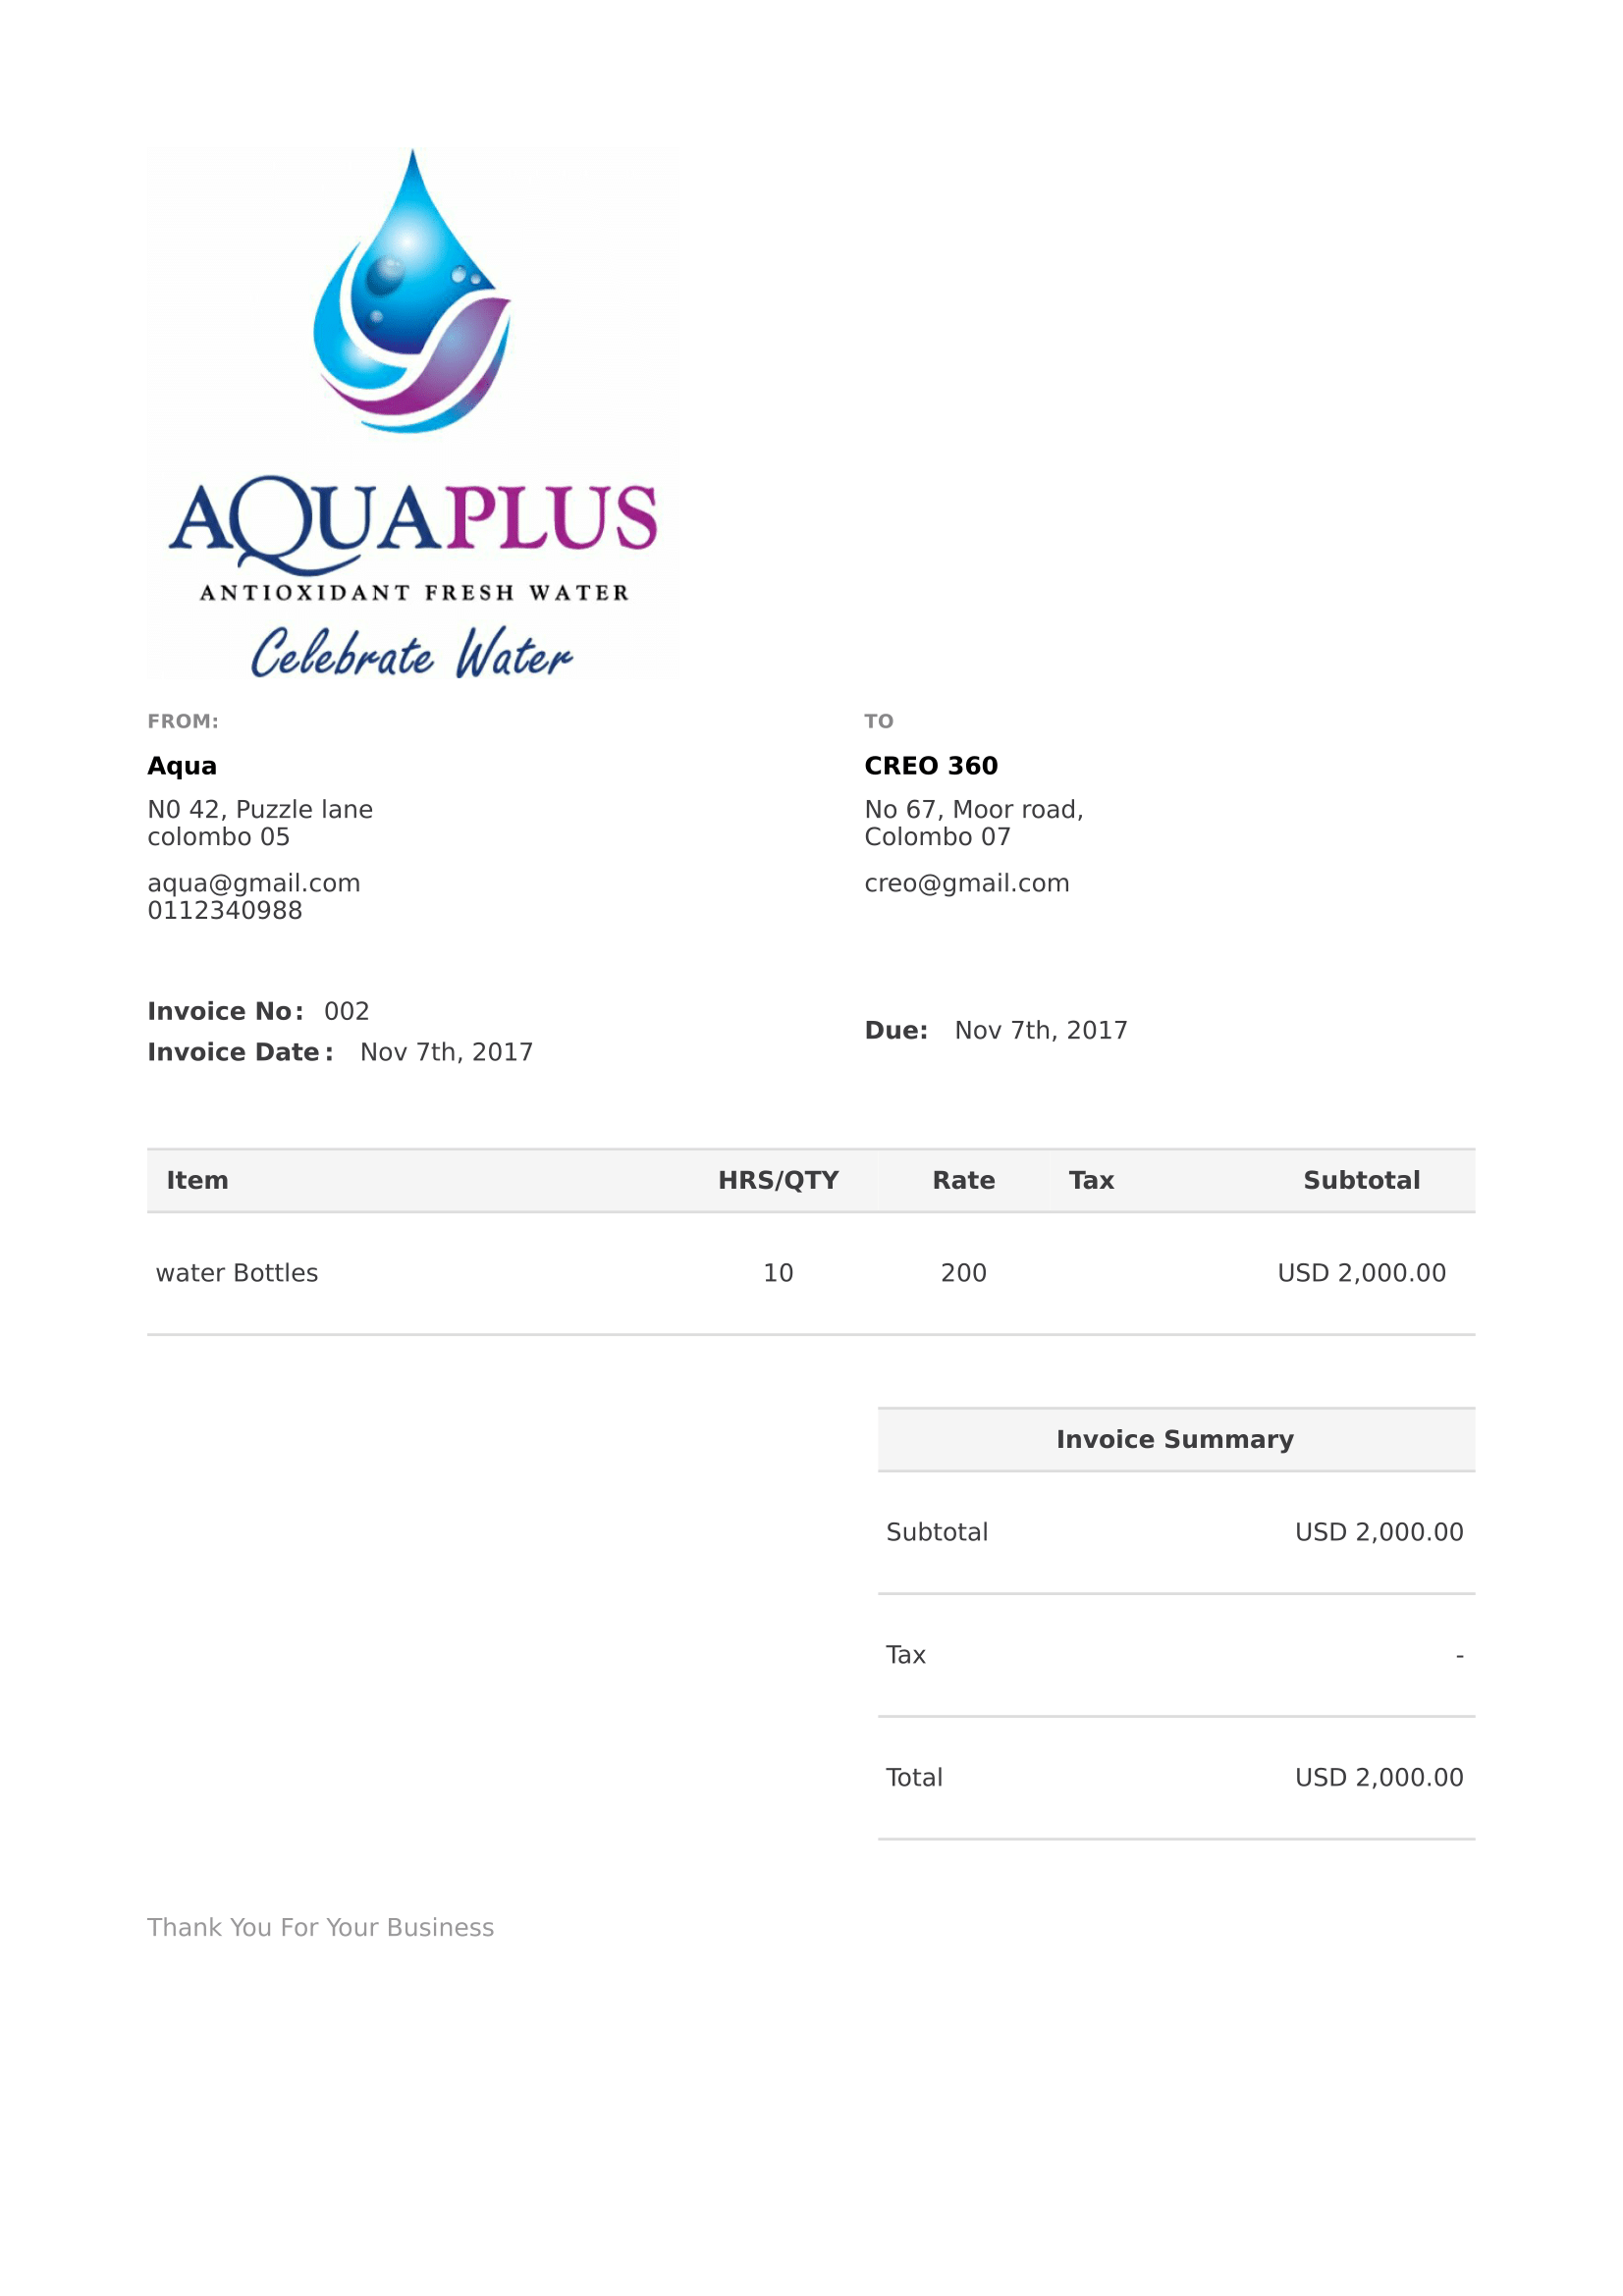 AQUAPLUS
ANTIOXIDANT FRESH WATER
Celebrate Water
FROM:
Aqua
N0 42, Puzzle lane
colombo 05
aqua@gmail.com
0112340988
TO
CREO 360
No 67, Moor road,
Colombo 07
creo@gmail.com
Invoice No: 002
Invoice Date: Nov 7th, 2017
Due: Nov 7th, 2017
Item HRS/QTY Rate Tax Subtotal
water Bottles 10 200 USD 2,000.00
Invoice Summary
Subtotal USD 2,000.00
Tax -
Total USD 2,000.00
Thank You For Your Business